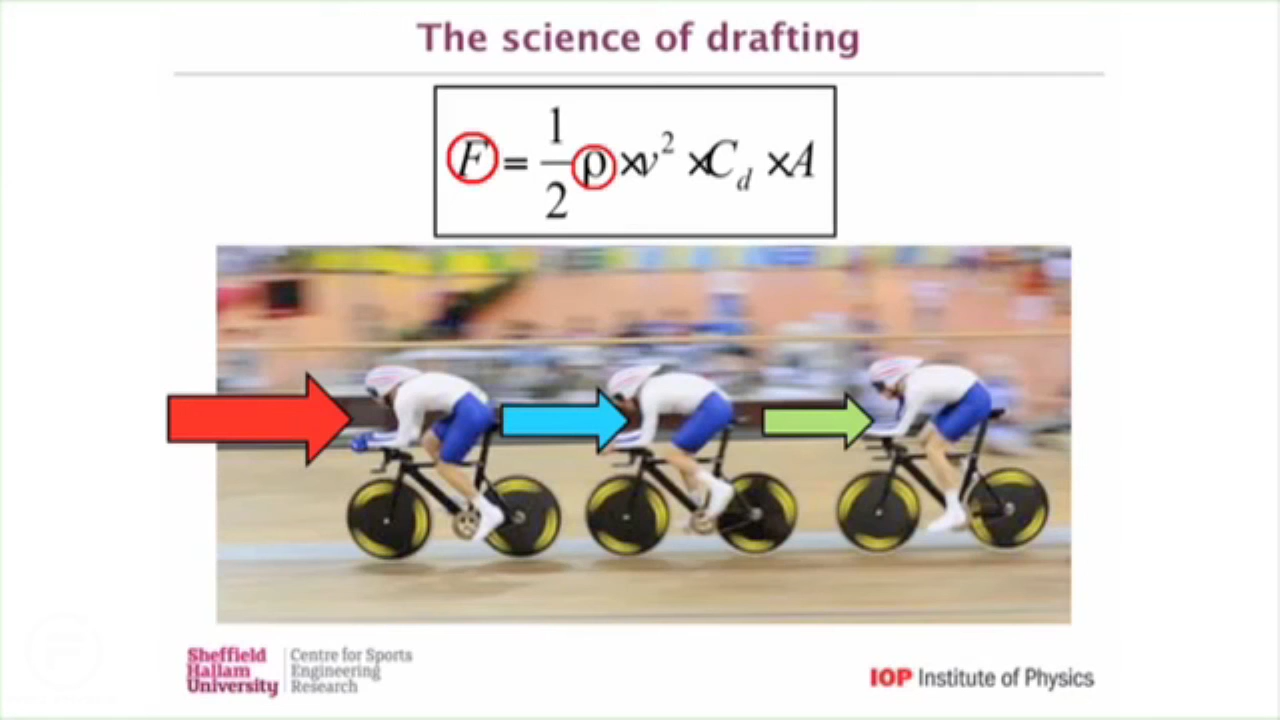 The science of drafting
F = 1/2 ρ × v² × C_d × A
Sheffield
Hallam
University
Centre for Sports
Engineering
Research
IOP Institute of Physics